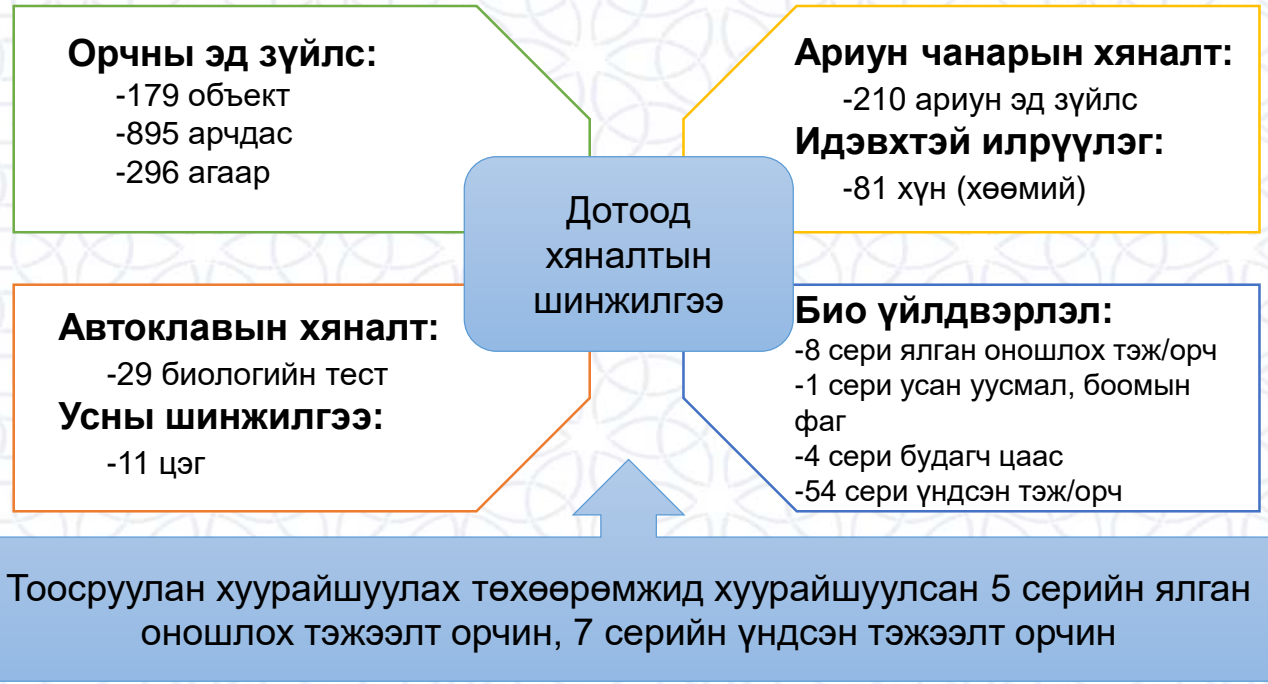 Орчны эд зүйлс:
-179 объект
-895 арчдас
-296 агаар
Ариун чанарын хяналт:
-210 ариун эд зүйлс
Идэвхтэй илрүүлэг:
-81 хүн (хөөмий)
Дотоод
хяналтын
шинжилгээ
Автоклавын хяналт:
-29 биологийн тест
Усны шинжилгээ:
-11 цэг
Био үйлдвэрлэл:
-8 сери ялган оношлох тэж/орч
-1 сери усан уусмал, боомын
фаг
-4 сери будагч цаас
-54 сери үндсэн тэж/орч
Тоосруулан хуурайшуулах төхөөрөмжид хуурайшуулсан 5 серийн ялган
оношлох тэжээлт орчин, 7 серийн үндсэн тэжээлт орчин